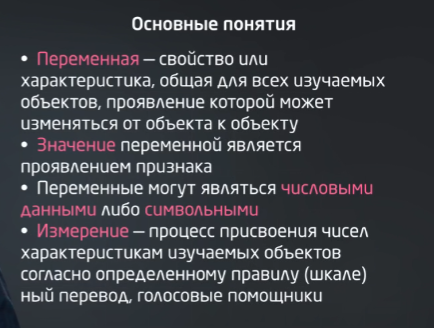 Основные понятия
• Переменная — свойство или
характеристика, общая для всех изучаемых
объектов, проявление которой может
изменяться от объекта к объекту
• Значение переменной является
проявлением признака
• Переменные могут являться числовыми
данными либо символьными
• Измерение — процесс присвоения чисел
характеристикам изучаемых объектов
согласно определенному правилу (шкале)
ный перевод, голосовые помощники